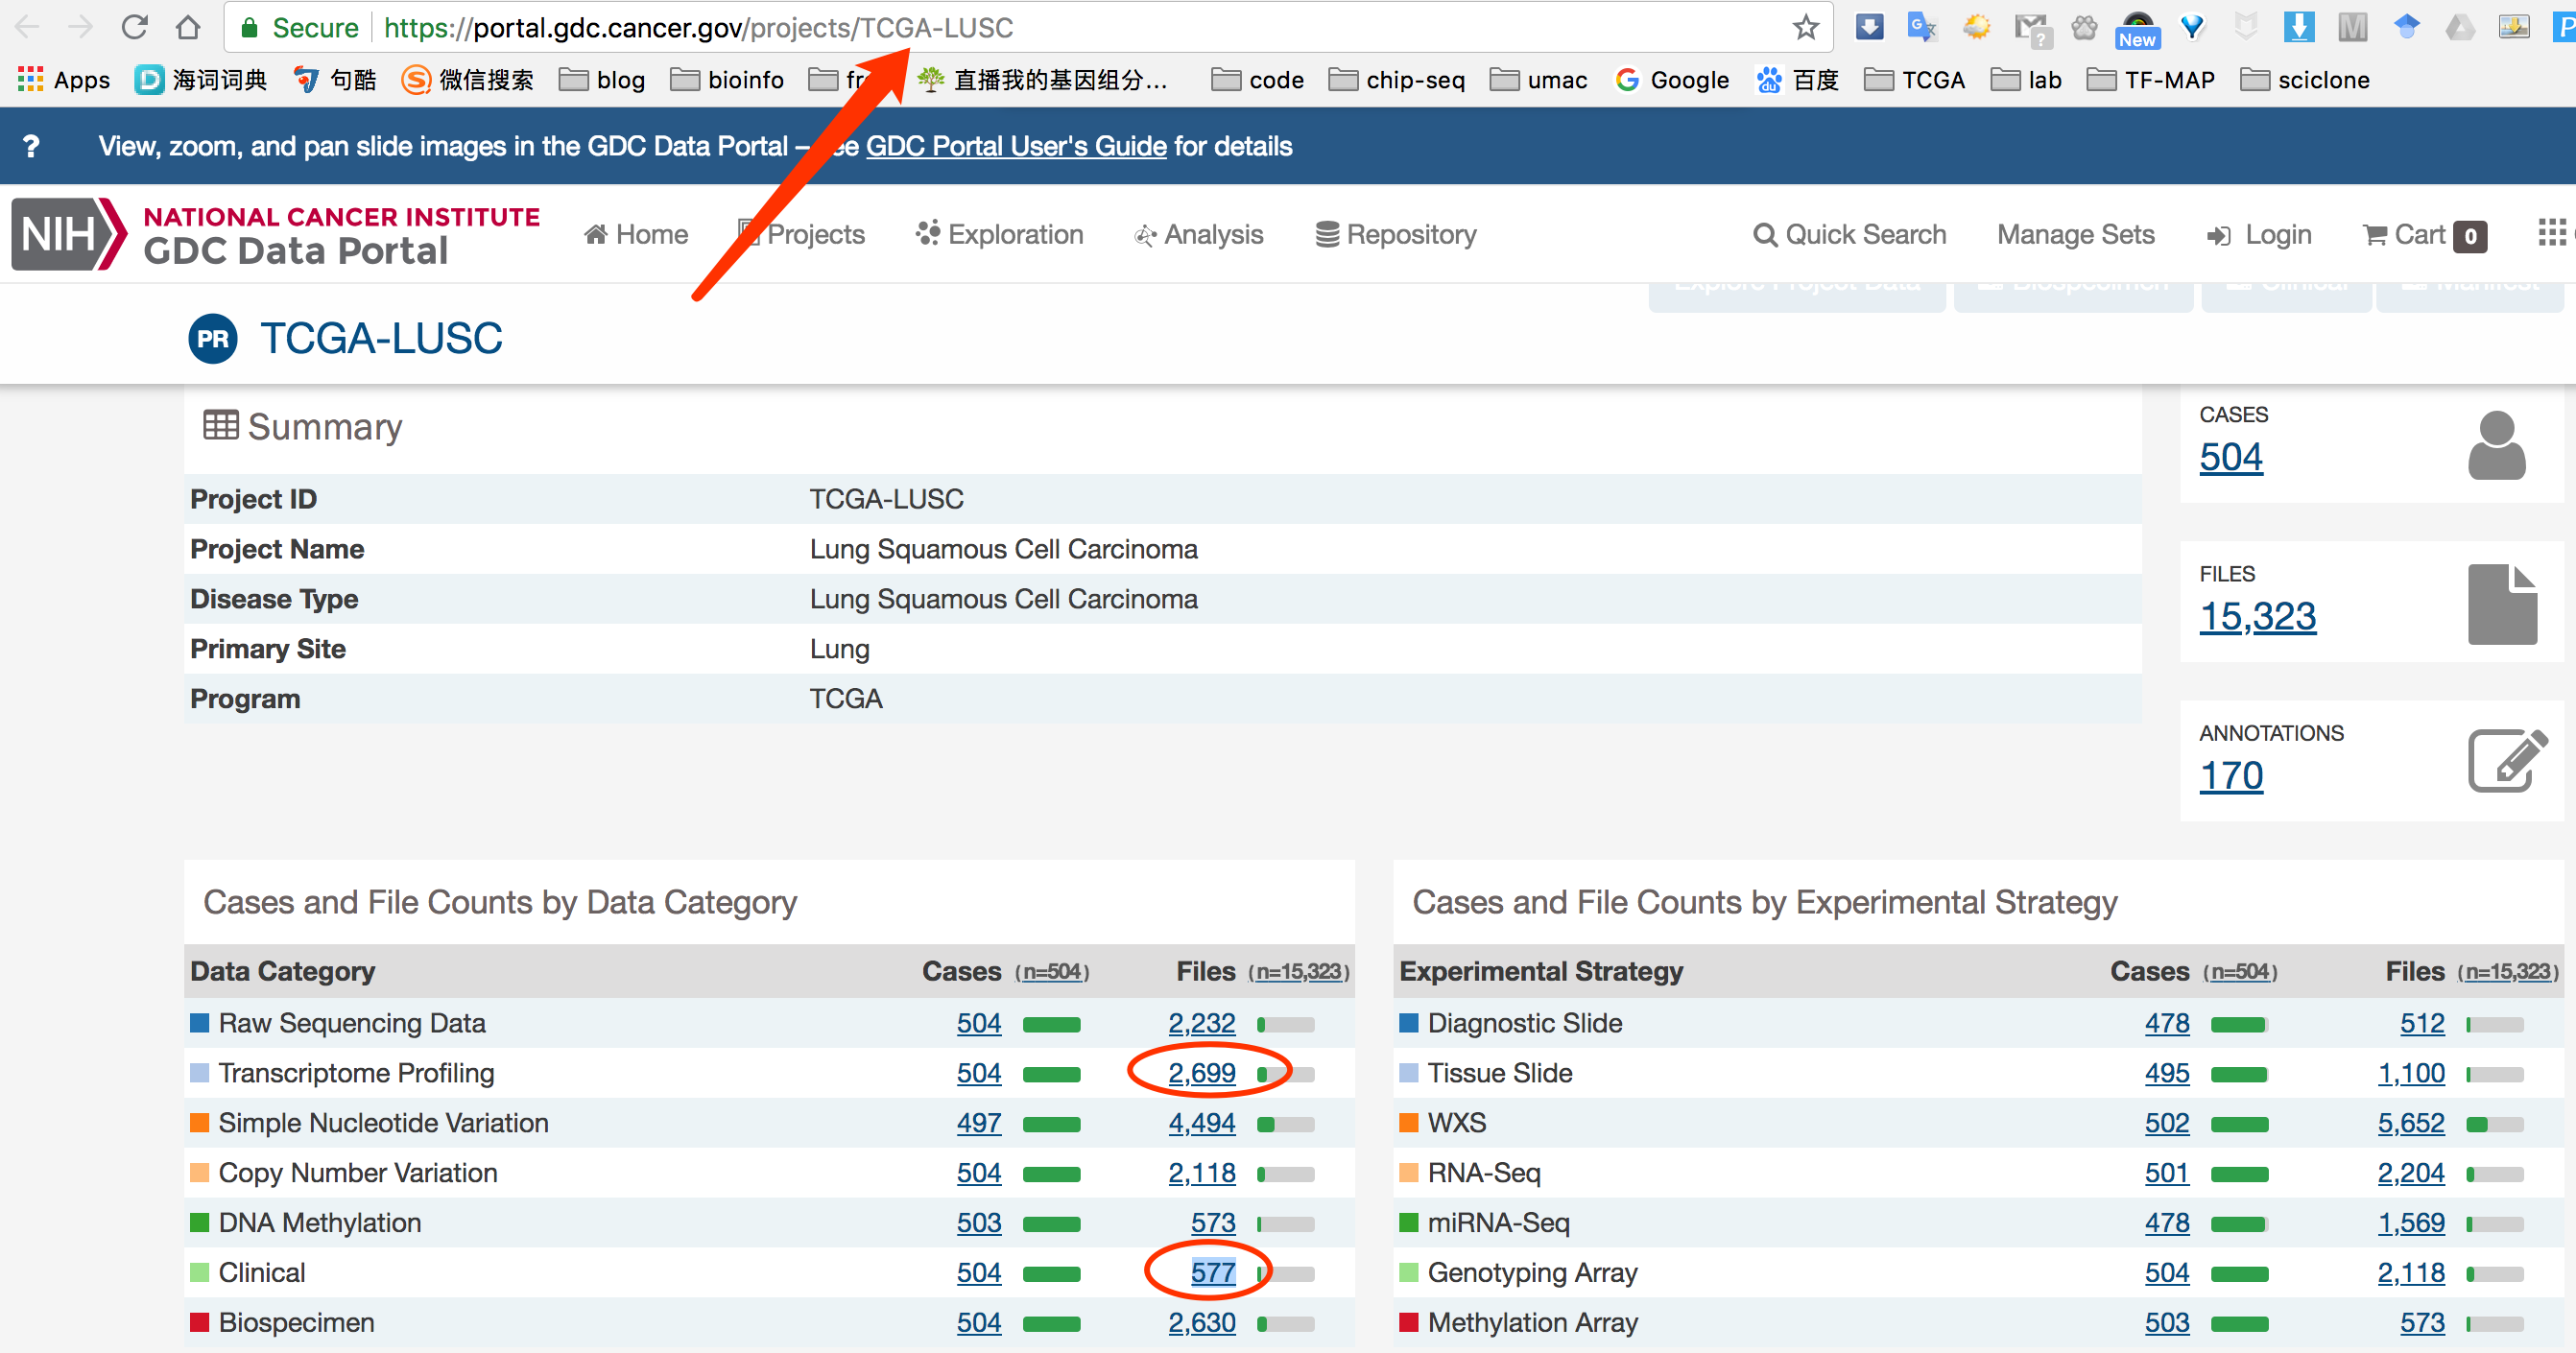 Secure https://portal.gdc.cancer.gov/projects/TCGA-LUSC
New
Apps 海词词典 句酷 微信搜索 blog bioinfo 直播我的基因组分... code chip-seq umac Google 百度 TCGA lab TF-MAP sciclone
? View, zoom, and pan slide images in the GDC Data Portal – GDC Portal User's Guide for details
NIH NATIONAL CANCER INSTITUTE
GDC Data Portal
Home Projects Exploration Analysis Repository Quick Search Manage Sets Login Cart 0
Explore Project Data Biospecimen Clinical Manifest
PR TCGA-LUSC
Summary
Project ID TCGA-LUSC
Project Name Lung Squamous Cell Carcinoma
Disease Type Lung Squamous Cell Carcinoma
Primary Site Lung
Program TCGA
CASES
504
FILES
15,323
ANNOTATIONS
170
Cases and File Counts by Data Category
Data Category Cases (n=504) Files (n=15,323)
Raw Sequencing Data 504 2,232
Transcriptome Profiling 504 2,699
Simple Nucleotide Variation 497 4,494
Copy Number Variation 504 2,118
DNA Methylation 503 573
Clinical 504 577
Biospecimen 504 2,630
Cases and File Counts by Experimental Strategy
Experimental Strategy Cases (n=504) Files (n=15,323)
Diagnostic Slide 478 512
Tissue Slide 495 1,100
WXS 502 5,652
RNA-Seq 501 2,204
miRNA-Seq 478 1,569
Genotyping Array 504 2,118
Methylation Array 503 573